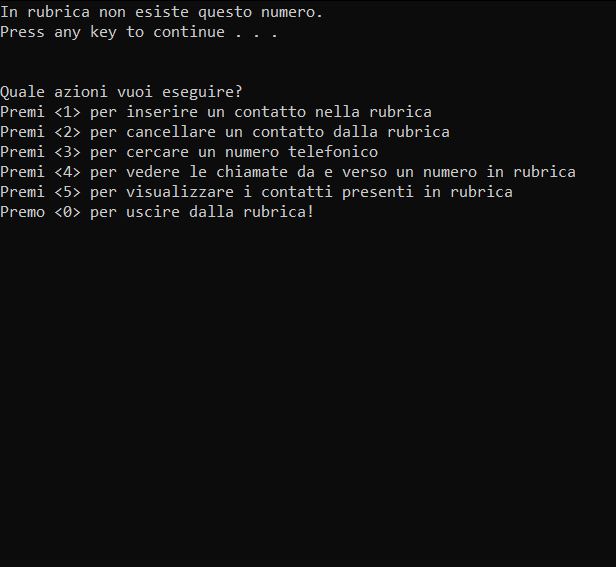 In rubrica non esiste questo numero.
Press any key to continue . . .
Quale azioni vuoi eseguire?
Premi <1> per inserire un contatto nella rubrica
Premi <2> per cancellare un contatto dalla rubrica
Premi <3> per cercare un numero telefonico
Premi <4> per vedere le chiamate da e verso un numero in rubrica
Premi <5> per visualizzare i contatti presenti in rubrica
Premo <0> per uscire dalla rubrica!